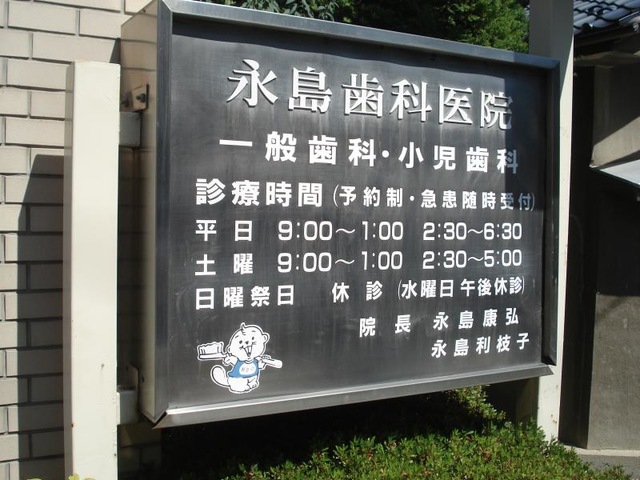 永島歯科医院
一般歯科・小児歯科
診療時間(予約制・急患随時受付)
平日 9:00〜1:00 2:30〜6:30
土曜 9:00〜1:00 2:30〜5:00
日曜祭日 休診(水曜日午後休診)
院長 永島康弘
永島利枝子